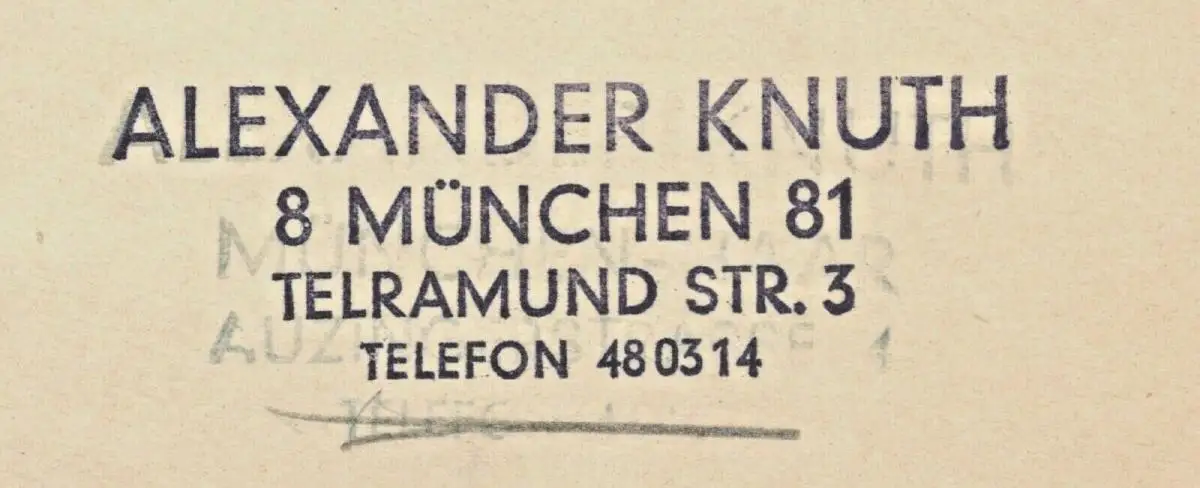 ALEXANDER KNUTH
8 MÜNCHEN 81
TELRAMUND STR. 3
TELEFON 480314